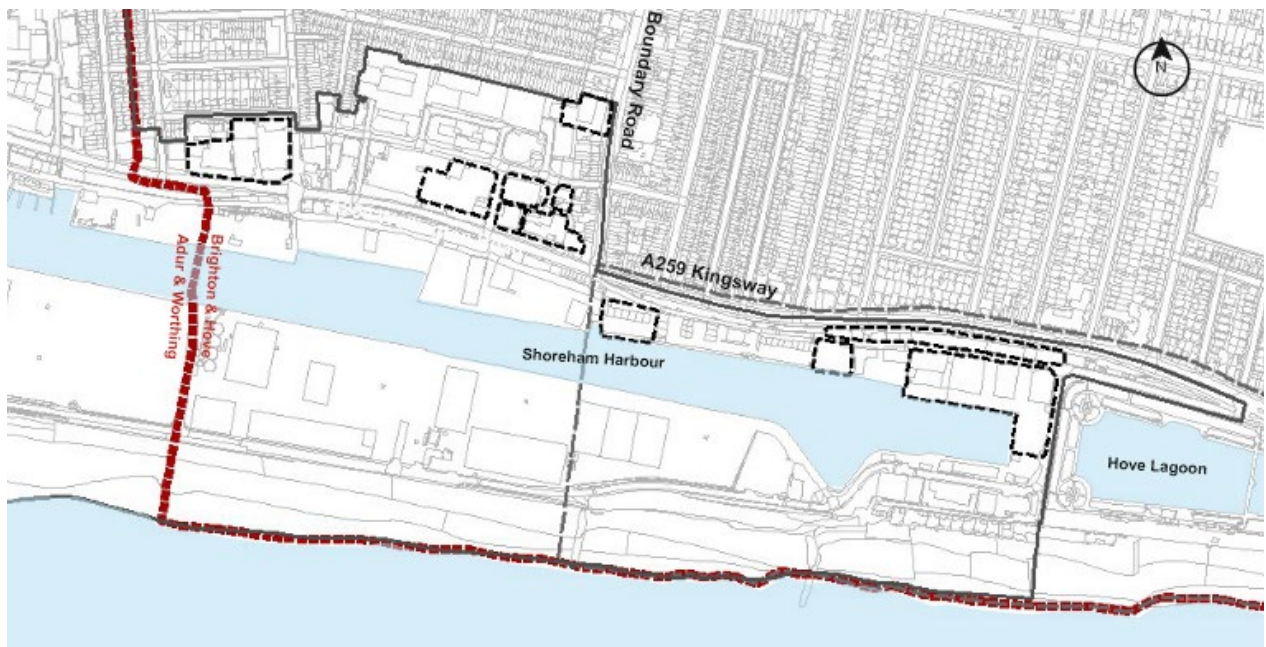 Boundary Road
N
A259 Kingsway
Brighton & Hove
Adur & Worthing
Shoreham Harbour
Hove Lagoon